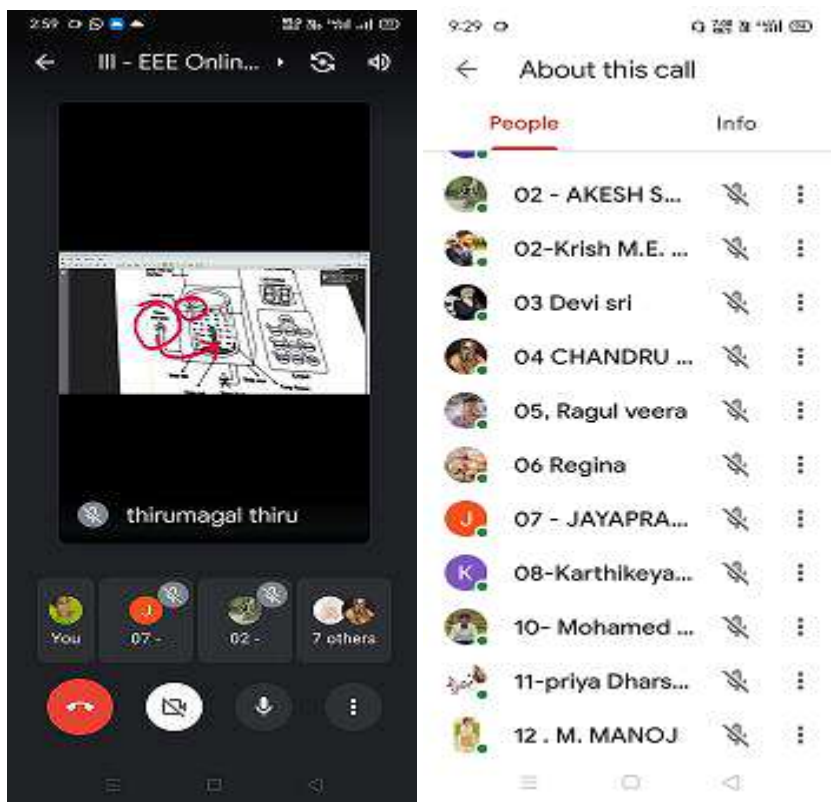 2:59
III - EEE Onlin...
thirumagal thiru
You
07 -
02 -
7 others
9:29
About this call
People
Info
02 - AKESH S...
02-Krish M.E. ...
03 Devi sri
04 CHANDRU ...
05, Ragul veera
06 Regina
07 - JAYAPRA...
08-Karthikeya...
10- Mohamed ...
11-priya Dhars...
12 . M. MANOJ
J
J
K